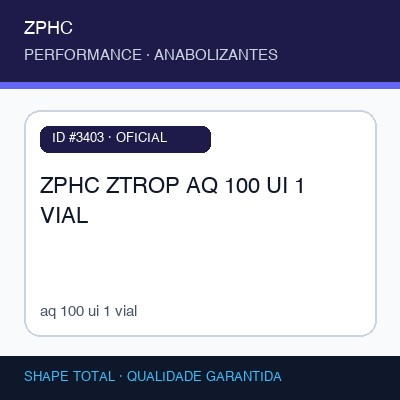 ZPHC
PERFORMANCE · ANABOLIZANTES
ID #3403 · OFICIAL
ZPHC ZTROP AQ 100 UI 1
VIAL
aq 100 ui 1 vial
SHAPE TOTAL · QUALIDADE GARANTIDA